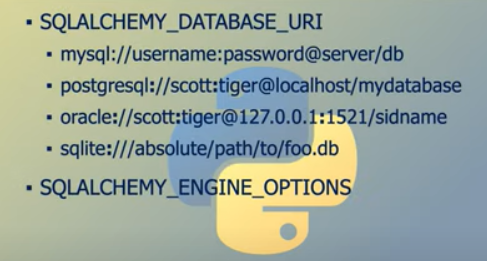 ▪ SQLALCHEMY_DATABASE_URI
▪ mysql://username:password@server/db
▪ postgresql://scott:tiger@localhost/mydatabase
▪ oracle://scott:tiger@127.0.0.1:1521/sidname
▪ sqlite:///absolute/path/to/foo.db
▪ SQLALCHEMY_ENGINE_OPTIONS